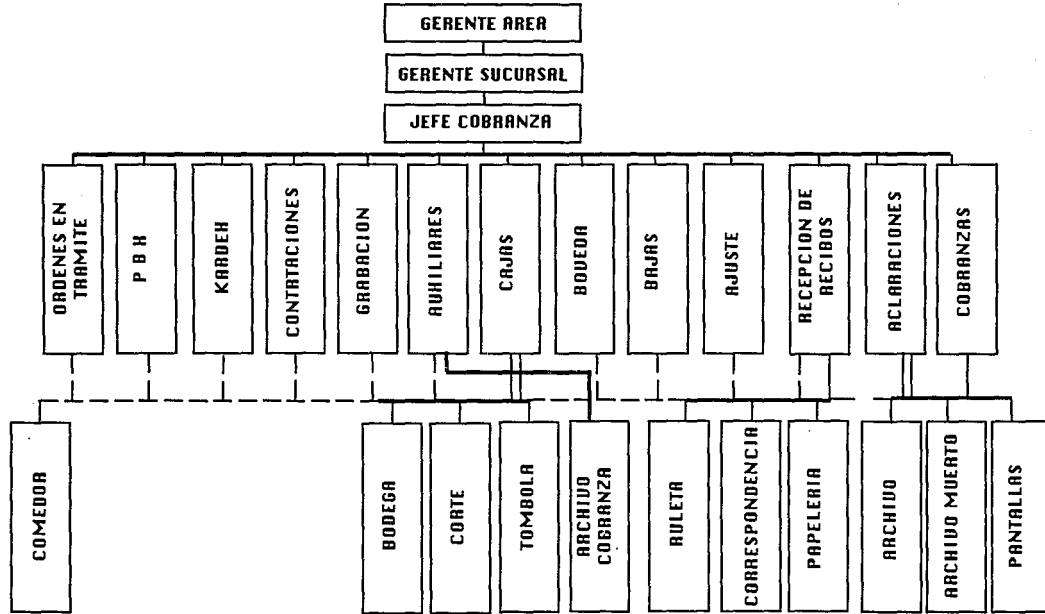 GERENTE AREA
GERENTE SUCURSAL
JEFE COBRANZA
ORDENES EN
TRAMITE
P B X
KARDEX
CONTRTACIONES
GRABACION
AUXILIARES
CAJAS
BOVEDA
BAJAS
AJUSTE
RECEPCION DE
RECIBOS
ACLARACIONES
COBRANZAS
COMEDOR
BODEGA
CORTE
TOMBOLA
ARCHIVO
COBRANZA
RULETA
CORRESPONDENCIA
PAPELERIA
ARCHIVO
ARCHIVO MUERTO
PANTALLAS